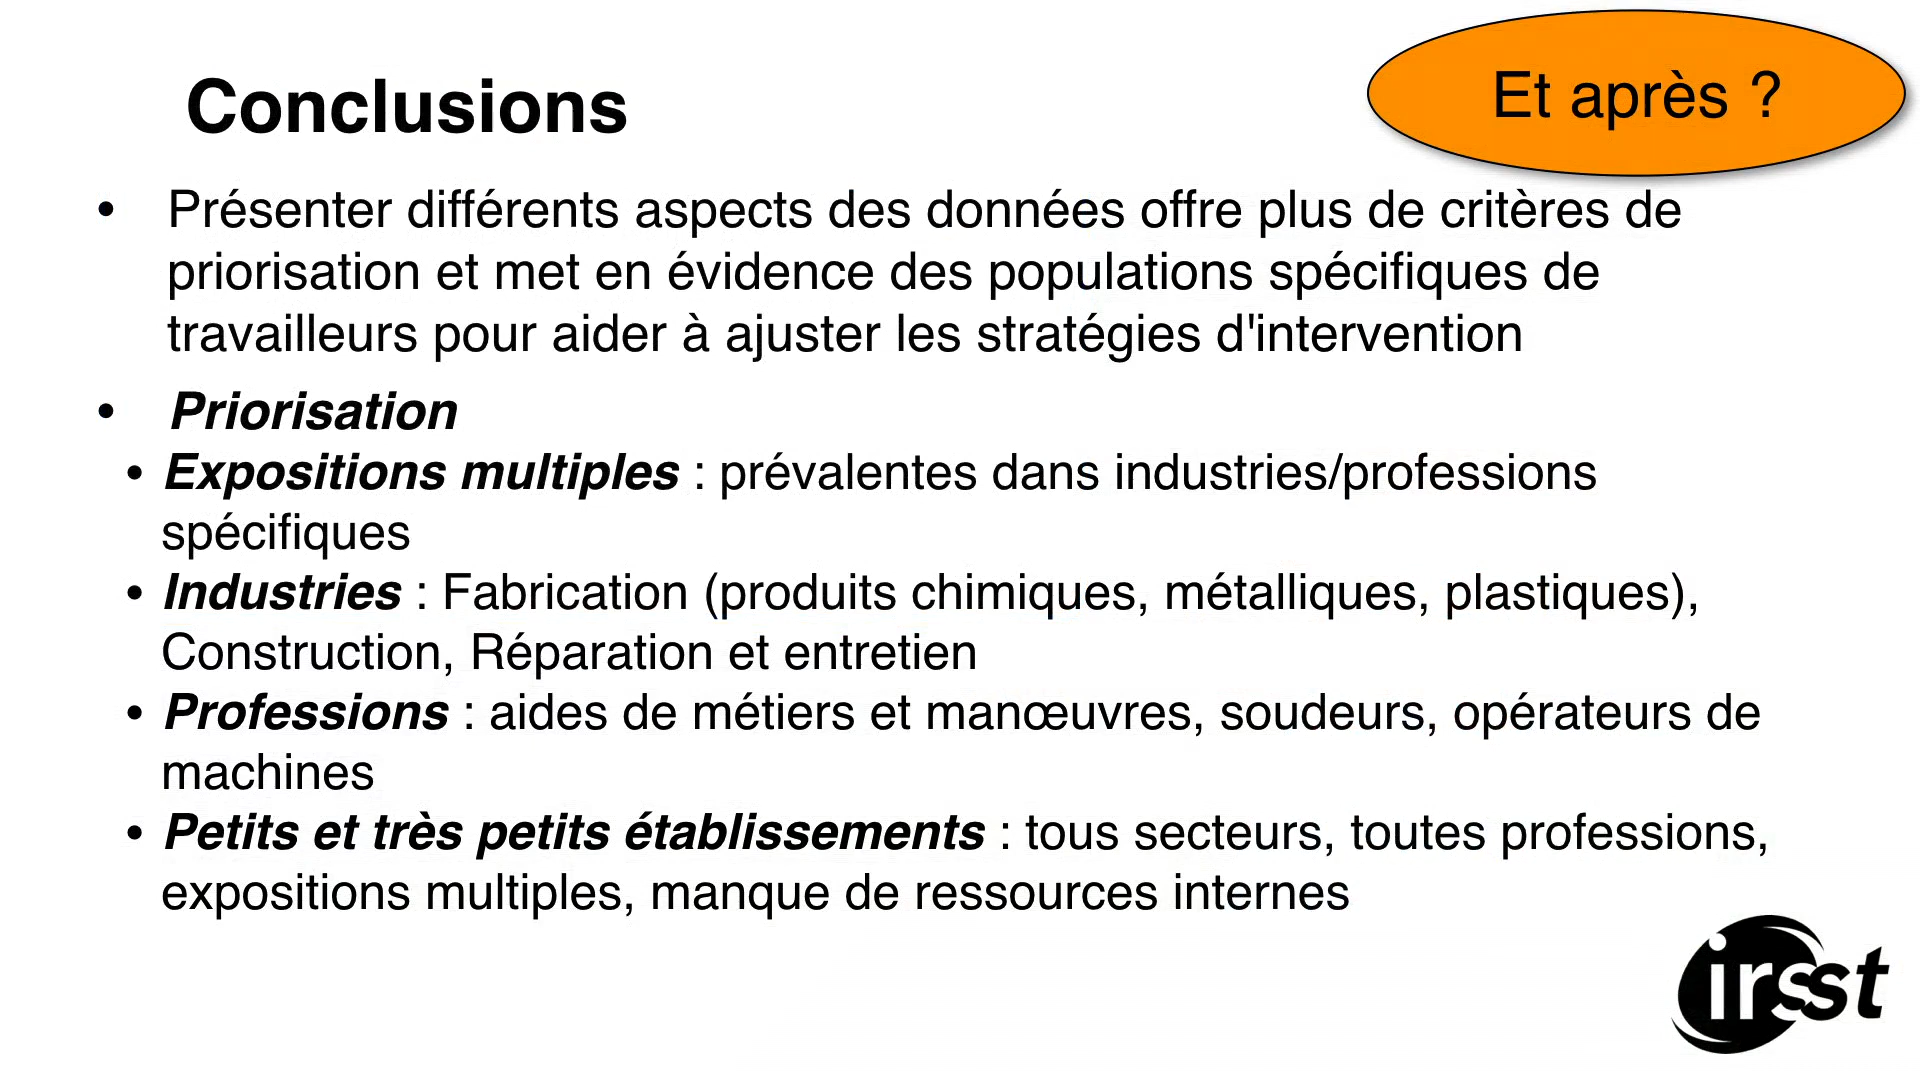 Conclusions
Et après ?
• Présenter différents aspects des données offre plus de critères de
priorisation et met en évidence des populations spécifiques de
travailleurs pour aider à ajuster les stratégies d'intervention
• Priorisation
• Expositions multiples : prévalentes dans industries/professions
spécifiques
• Industries : Fabrication (produits chimiques, métalliques, plastiques),
Construction, Réparation et entretien
• Professions : aides de métiers et manœuvres, soudeurs, opérateurs de
machines
• Petits et très petits établissements : tous secteurs, toutes professions,
expositions multiples, manque de ressources internes
irsst